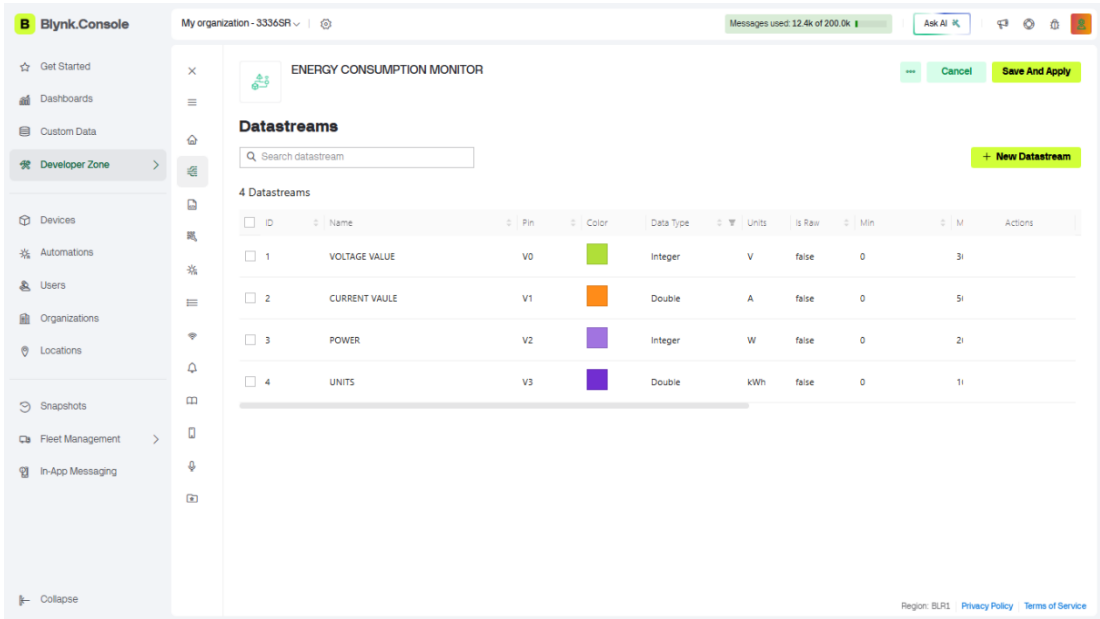 B Blynk.Console
My organization - 3336SR
Messages used: 12.4k of 200.0k
Ask AI
Get Started
Dashboards
Custom Data
Developer Zone
Devices
Automations
Users
Organizations
Locations
Snapshots
Fleet Management
In-App Messaging
Collapse
ENERGY CONSUMPTION MONITOR
Cancel
Save And Apply
Datastreams
Search datastream
+ New Datastream
4 Datastreams
ID Name Pin Color Data Type Units Is Raw Min M Actions
1 VOLTAGE VALUE V0 Integer V false 0 3
2 CURRENT VAULE V1 Double A false 0 5
3 POWER V2 Integer W false 0 2
4 UNITS V3 Double kWh false 0 1
Region: BLR1 Privacy Policy Terms of Service